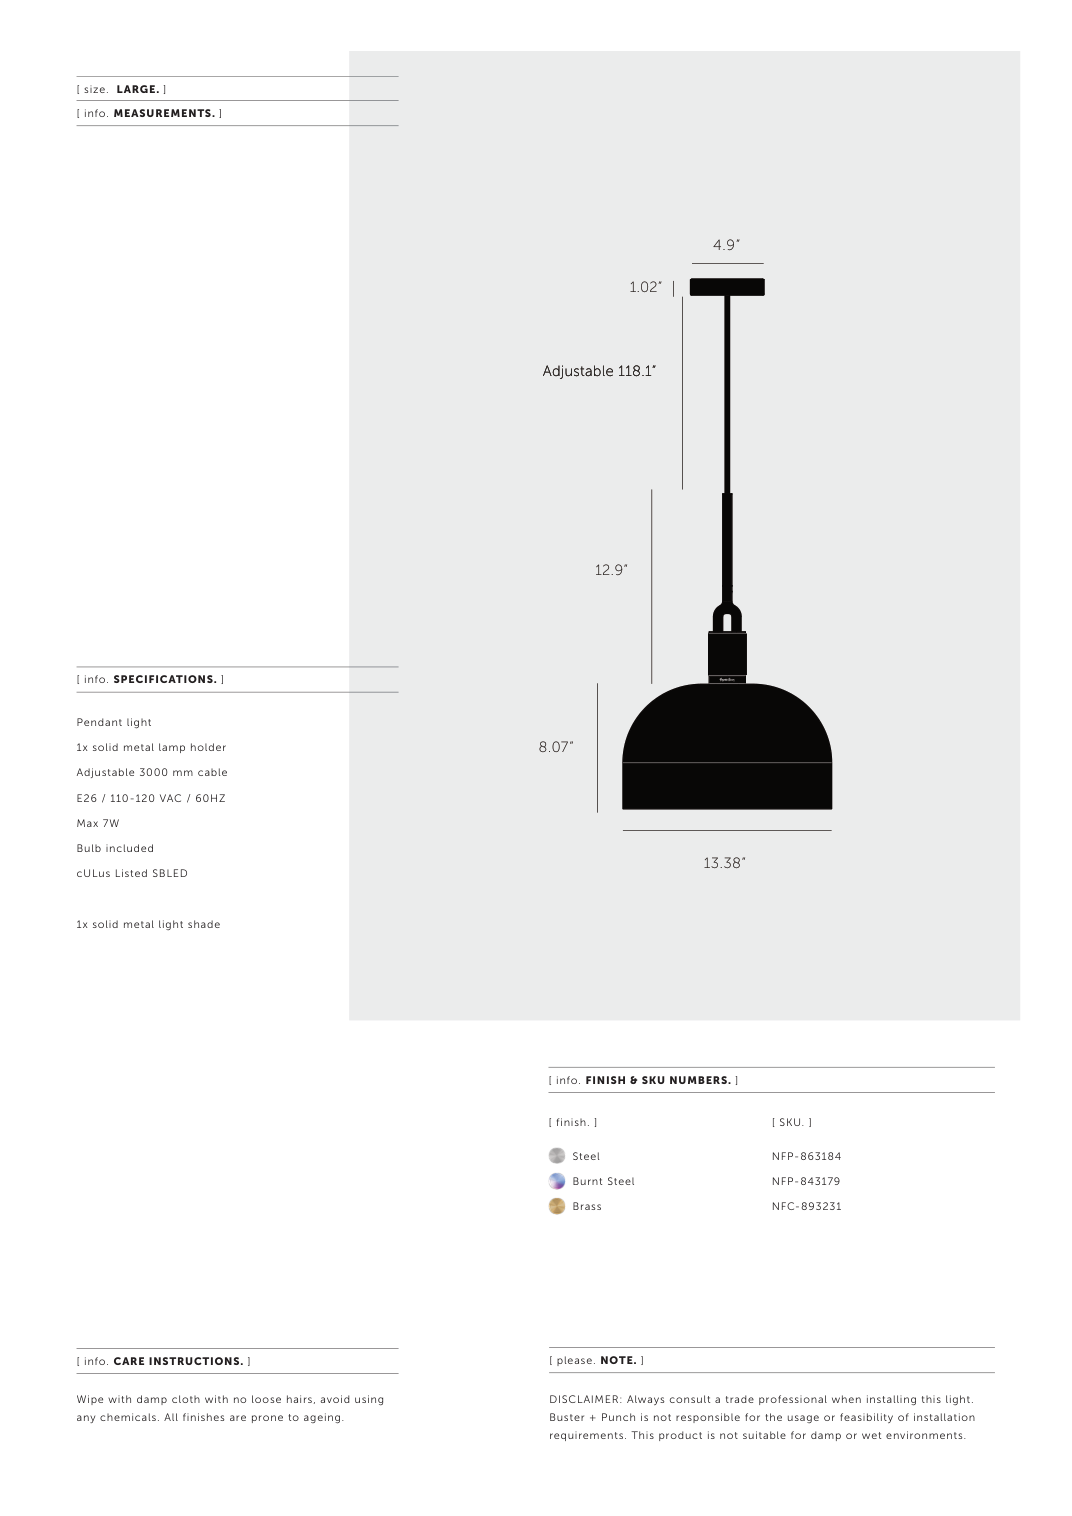 [ size.  LARGE. ]
[ info. MEASUREMENTS. ]
4.9”
1.02”
Adjustable 118.1”
12.9”
8.07”
13.38”
[ info. SPECIFICATIONS. ]
Pendant light
1x solid metal lamp holder
Adjustable 3000 mm cable
E26 / 110-120 VAC / 60HZ
Max 7W
Bulb included
cULus Listed SBLED
1x solid metal light shade
[ info. FINISH & SKU NUMBERS. ]
[ finish. ] [ SKU. ]
Steel NFP-863184
Burnt Steel NFP-843179
Brass NFC-893231
[ info. CARE INSTRUCTIONS. ]
Wipe with damp cloth with no loose hairs, avoid using
any chemicals. All finishes are prone to ageing.
[ please. NOTE. ]
DISCLAIMER: Always consult a trade professional when installing this light.
Buster + Punch is not responsible for the usage or feasibility of installation
requirements. This product is not suitable for damp or wet environments.